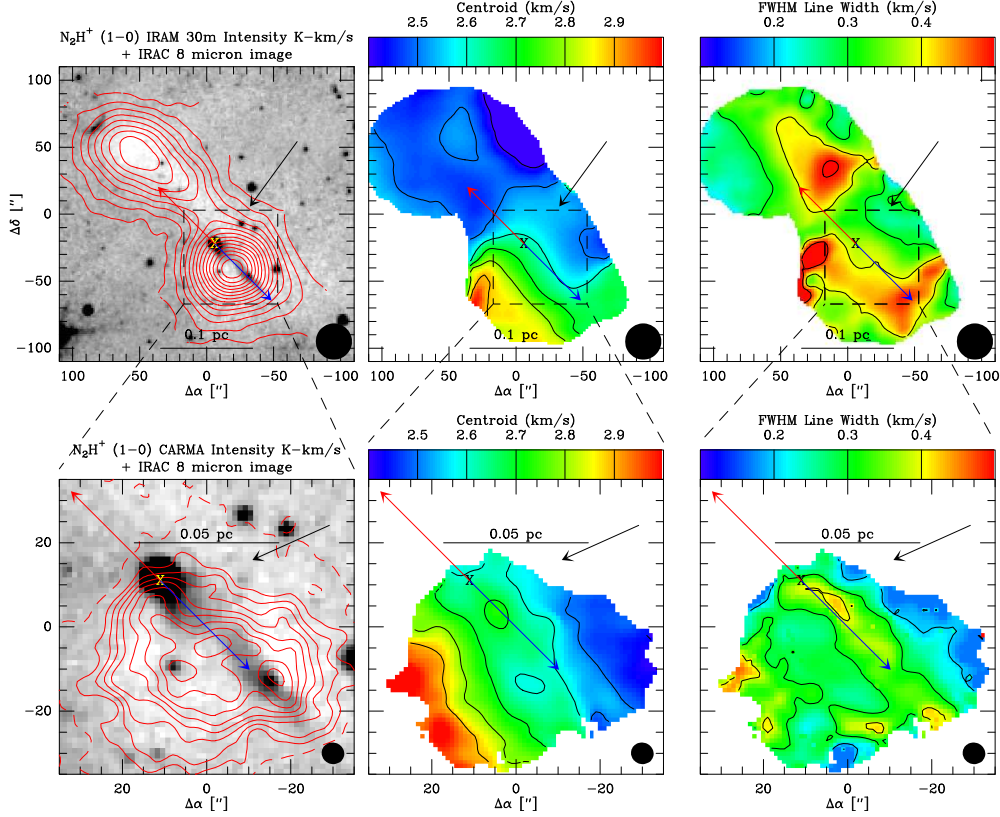 N₂H⁺ (1−0) IRAM 30m Intensity K−km/s
+ IRAC 8 micron image
Centroid (km/s)
2.5 2.6 2.7 2.8 2.9
FWHM Line Width (km/s)
0.2 0.3 0.4
100
50
0
−50
−100
Δδ [″]
X
0.1 pc
X
0.1 pc
X
0.1 pc
100 50 0 −50 −100
100 50 0 −50 −100
100 50 0 −50 −100
Δα [″]
Δα [″]
Δα [″]
N₂H⁺ (1−0) CARMA Intensity K−km/s
+ IRAC 8 micron image
Centroid (km/s)
2.5 2.6 2.7 2.8 2.9
FWHM Line Width (km/s)
0.2 0.3 0.4
20
0
−20
0.05 pc
X
0.05 pc
X
0.05 pc
X
20 0 −20
20 0 −20
20 0 −20
Δα [″]
Δα [″]
Δα [″]